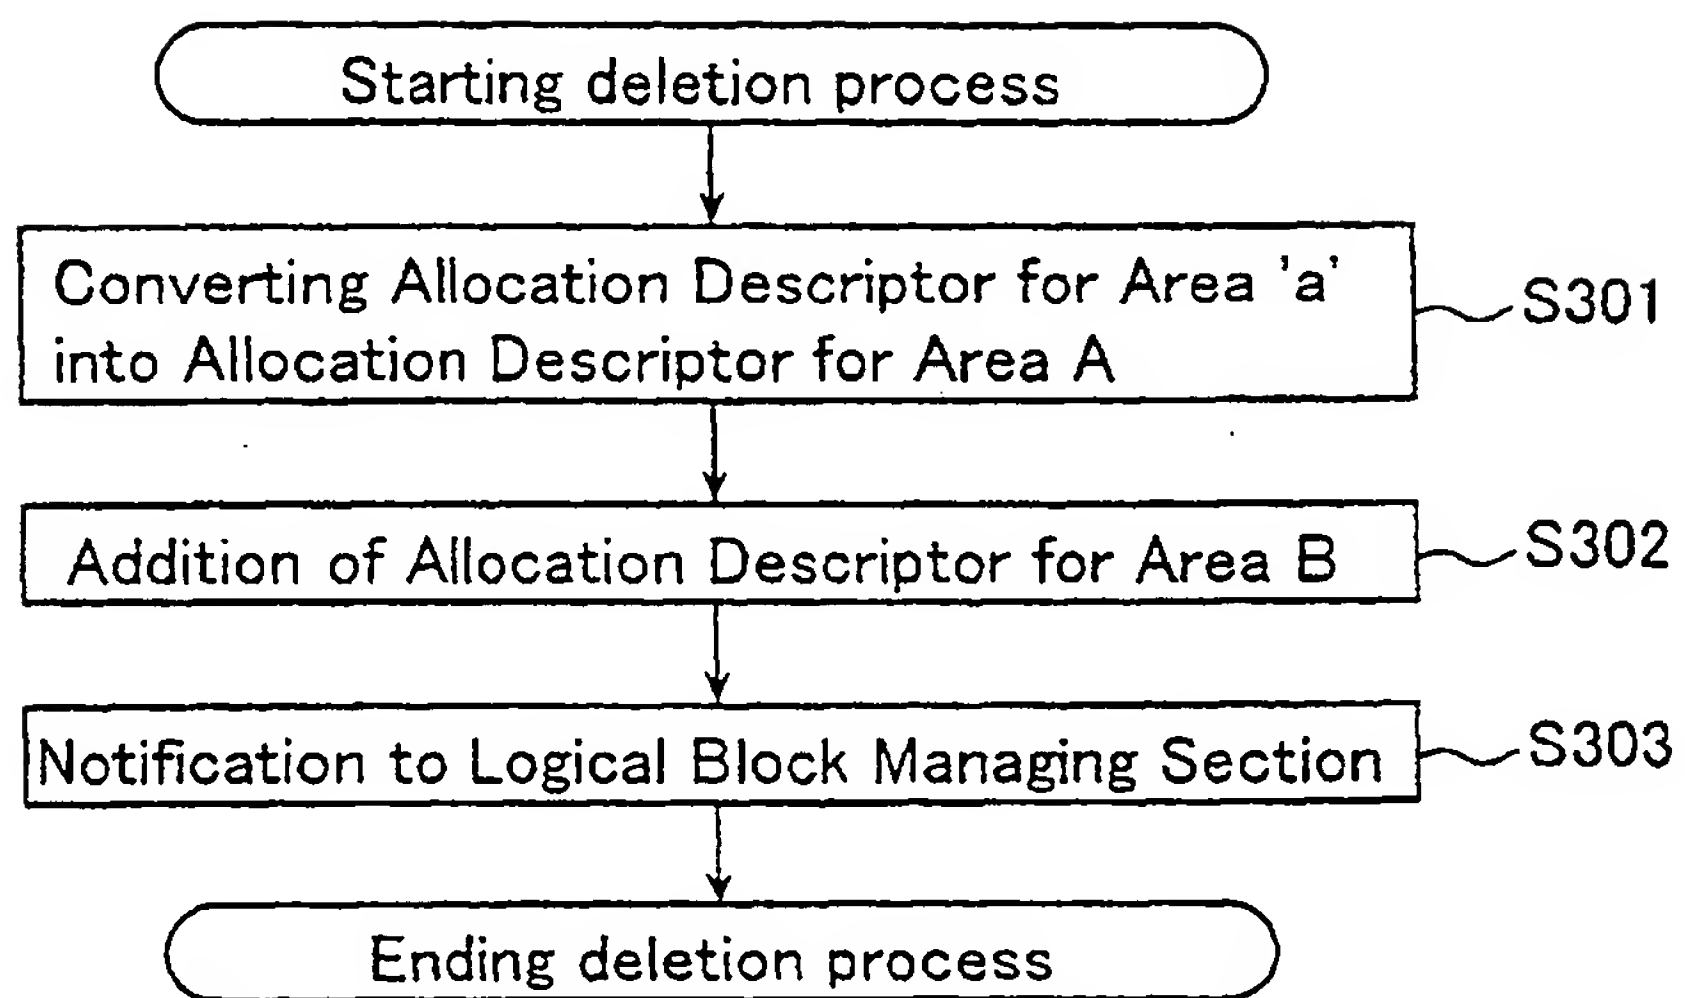 Starting deletion process
Converting Allocation Descriptor for Area 'a'
into Allocation Descriptor for Area A
S301
Addition of Allocation Descriptor for Area B
S302
Notification to Logical Block Managing Section
S303
Ending deletion process